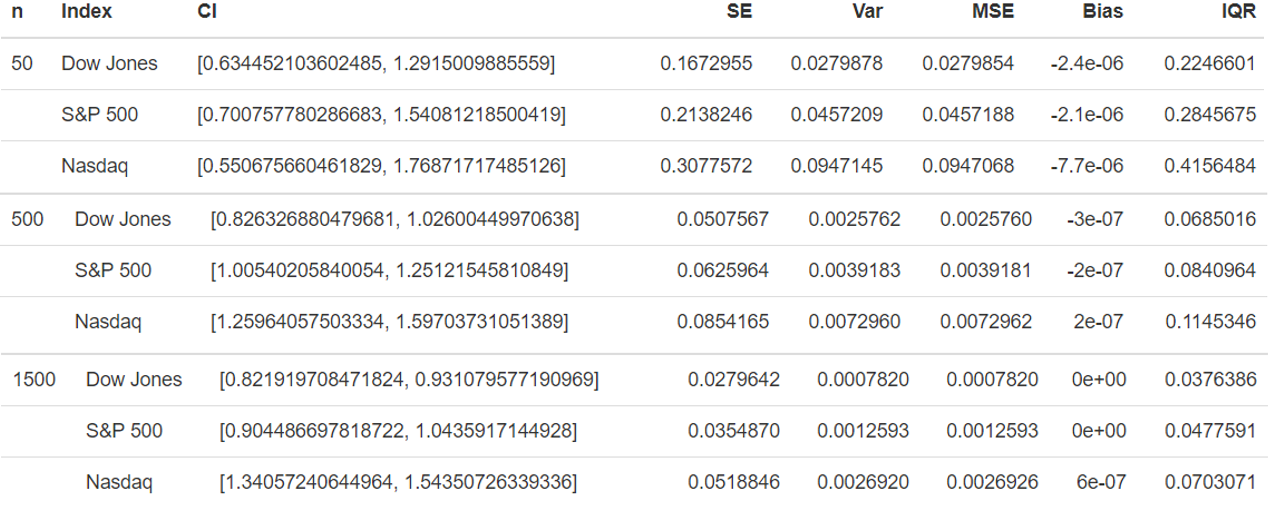 n Index CI SE Var MSE Bias IQR
50 Dow Jones [0.634452103602485, 1.2915009885559] 0.1672955 0.0279878 0.0279854 -2.4e-06 0.2246601
S&P 500 [0.700757780286683, 1.54081218500419] 0.2138246 0.0457209 0.0457188 -2.1e-06 0.2845675
Nasdaq [0.550675660461829, 1.76871717485126] 0.3077572 0.0947145 0.0947068 -7.7e-06 0.4156484
500 Dow Jones [0.826326880479681, 1.02600449970638] 0.0507567 0.0025762 0.0025760 -3e-07 0.0685016
S&P 500 [1.00540205840054, 1.25121545810849] 0.0625964 0.0039183 0.0039181 -2e-07 0.0840964
Nasdaq [1.25964057503334, 1.59703731051389] 0.0854165 0.0072960 0.0072962 2e-07 0.1145346
1500 Dow Jones [0.821919708471824, 0.931079577190969] 0.0279642 0.0007820 0.0007820 0e+00 0.0376386
S&P 500 [0.904486697818722, 1.0435917144928] 0.0354870 0.0012593 0.0012593 0e+00 0.0477591
Nasdaq [1.34057240644964, 1.54350726339336] 0.0518846 0.0026920 0.0026926 6e-07 0.0703071